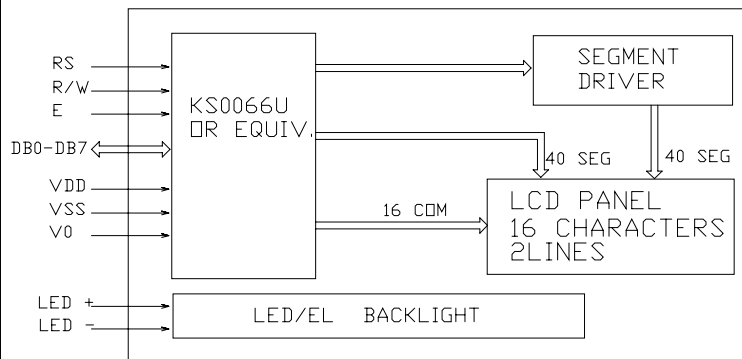 RS
R/W
E
DB0-DB7
VDD
VSS
V0
LED +
LED -
KS0066U
OR EQUIV.
SEGMENT
DRIVER
40 SEG
40 SEG
16 COM
LCD PANEL
16 CHARACTERS
2LINES
LED/EL BACKLIGHT